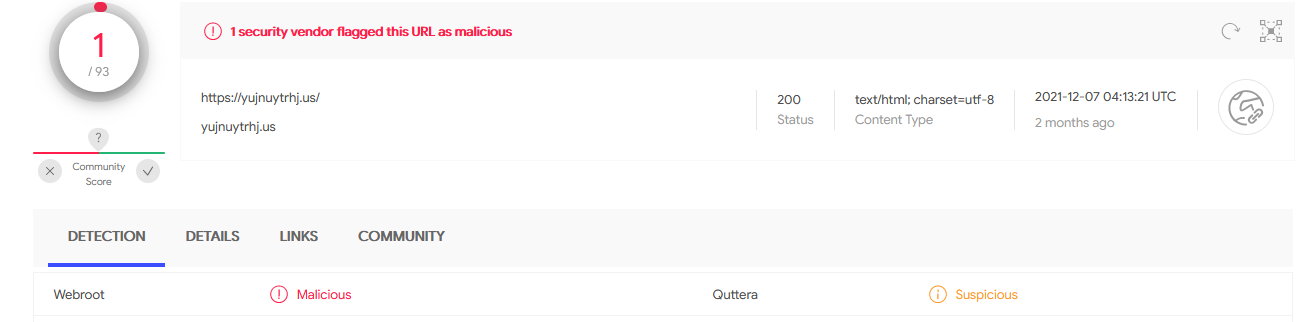 1
/ 93
?
Community
Score
1 security vendor flagged this URL as malicious
https://yujnuytrhj.us/
yujnuytrhj.us
200
Status
text/html; charset=utf-8
Content Type
2021-12-07 04:13:21 UTC
2 months ago
DETECTION DETAILS LINKS COMMUNITY
Webroot Malicious Quttera Suspicious